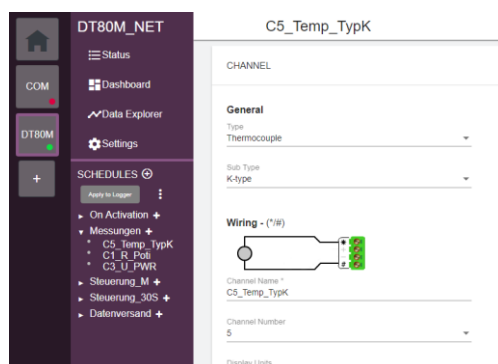 DT80M_NET
C5_Temp_TypK
Status
CHANNEL
COM
Dashboard
Data Explorer
General
Type
DT80M
Thermocouple
Settings
Sub Type
K-type
+
SCHEDULES
Apply to Logger
On Activation +
Wiring - (*/#)
Messungen +
* C5_Temp_TypK
* C1_R_Poti
* C3_U_PWR
Steuerung_M +
Channel Name *
C5_Temp_TypK
Steuerung_30S +
Datenversand +
Channel Number
5
Display Units